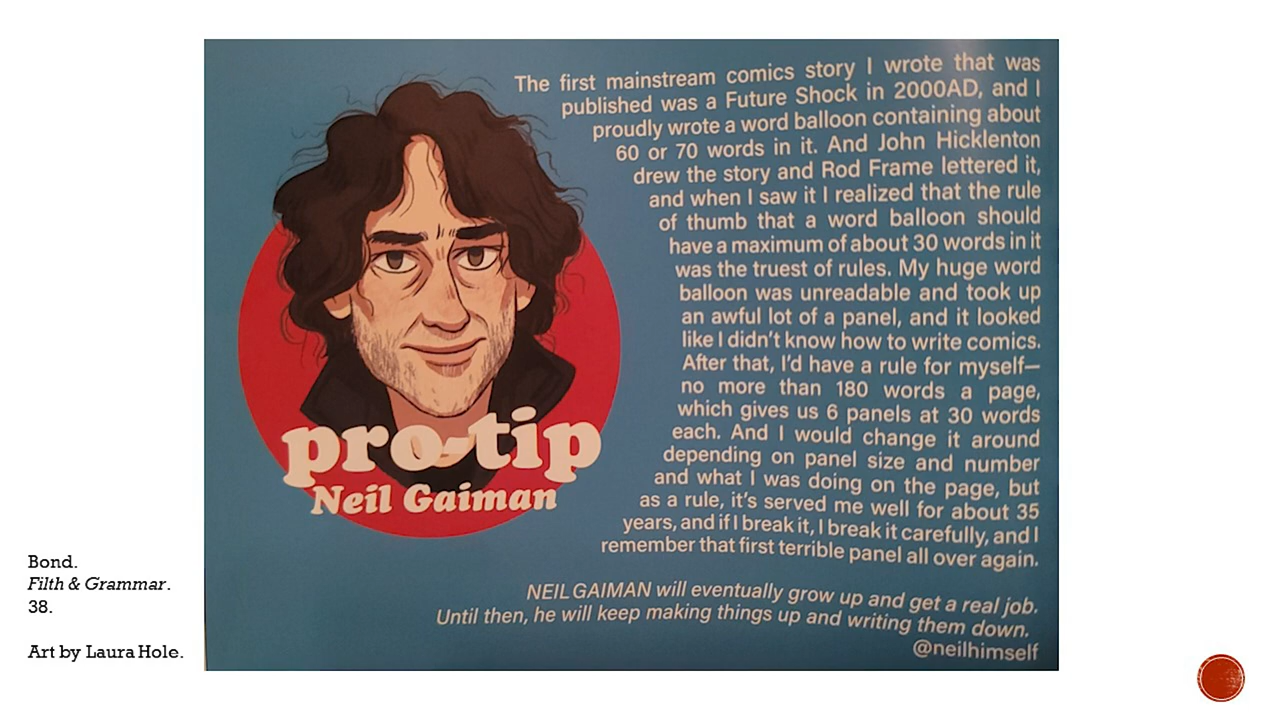 The first mainstream comics story I wrote that was
published was a Future Shock in 2000AD, and I
proudly wrote a word balloon containing about
60 or 70 words in it. And John Hicklenton
drew the story and Rod Frame lettered it,
and when I saw it I realized that the rule
of thumb that a word balloon should
have a maximum of about 30 words in it
was the truest of rules. My huge word
balloon was unreadable and took up
an awful lot of a panel, and it looked
like I didn't know how to write comics.
After that, I'd have a rule for myself—
no more than 180 words a page,
which gives us 6 panels at 30 words
each. And I would change it around
depending on panel size and number
and what I was doing on the page, but
as a rule, it's served me well for about 35
years, and if I break it, I break it carefully, and I
remember that first terrible panel all over again.
pro-tip
Neil Gaiman
NEIL GAIMAN will eventually grow up and get a real job.
Until then, he will keep making things up and writing them down.
@neilhimself
Bond.
Filth & Grammar.
38.
Art by Laura Hole.